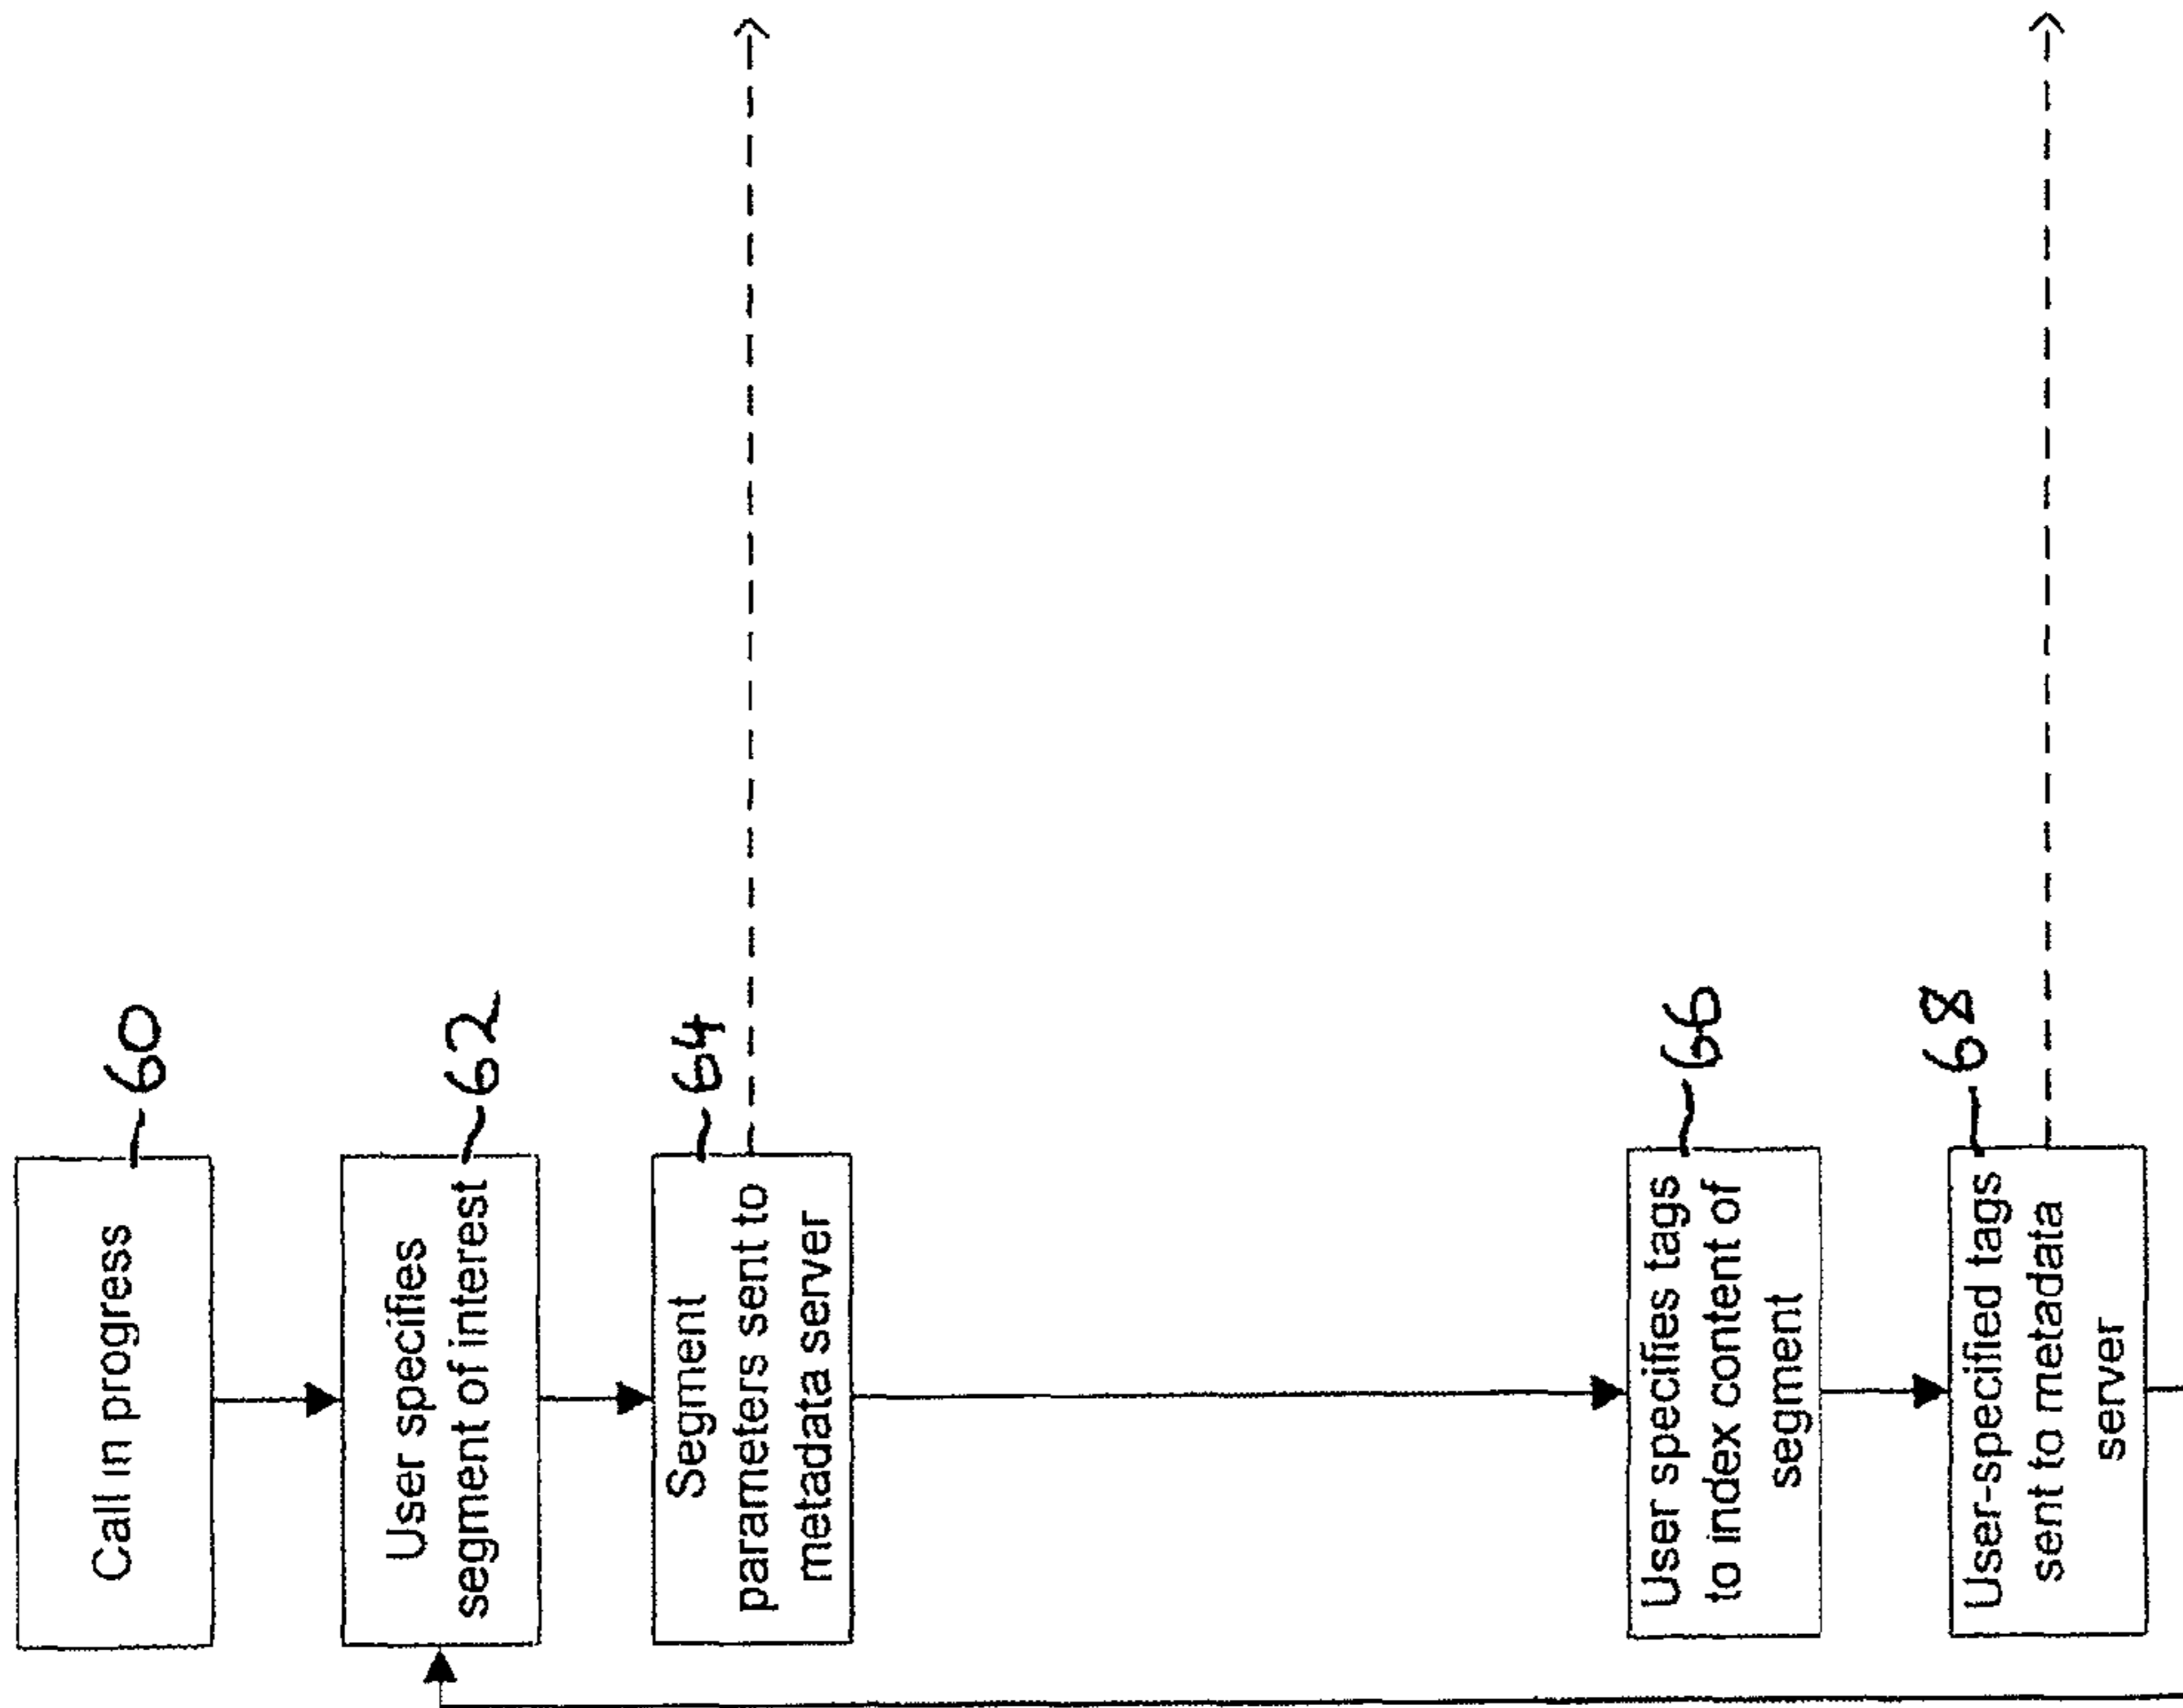 Call in progress
60
User specifies
segment of interest
62
Segment
parameters sent to
metadata server
64
User specifies tags
to index content of
segment
66
User-specified tags
sent to metadata
server
68